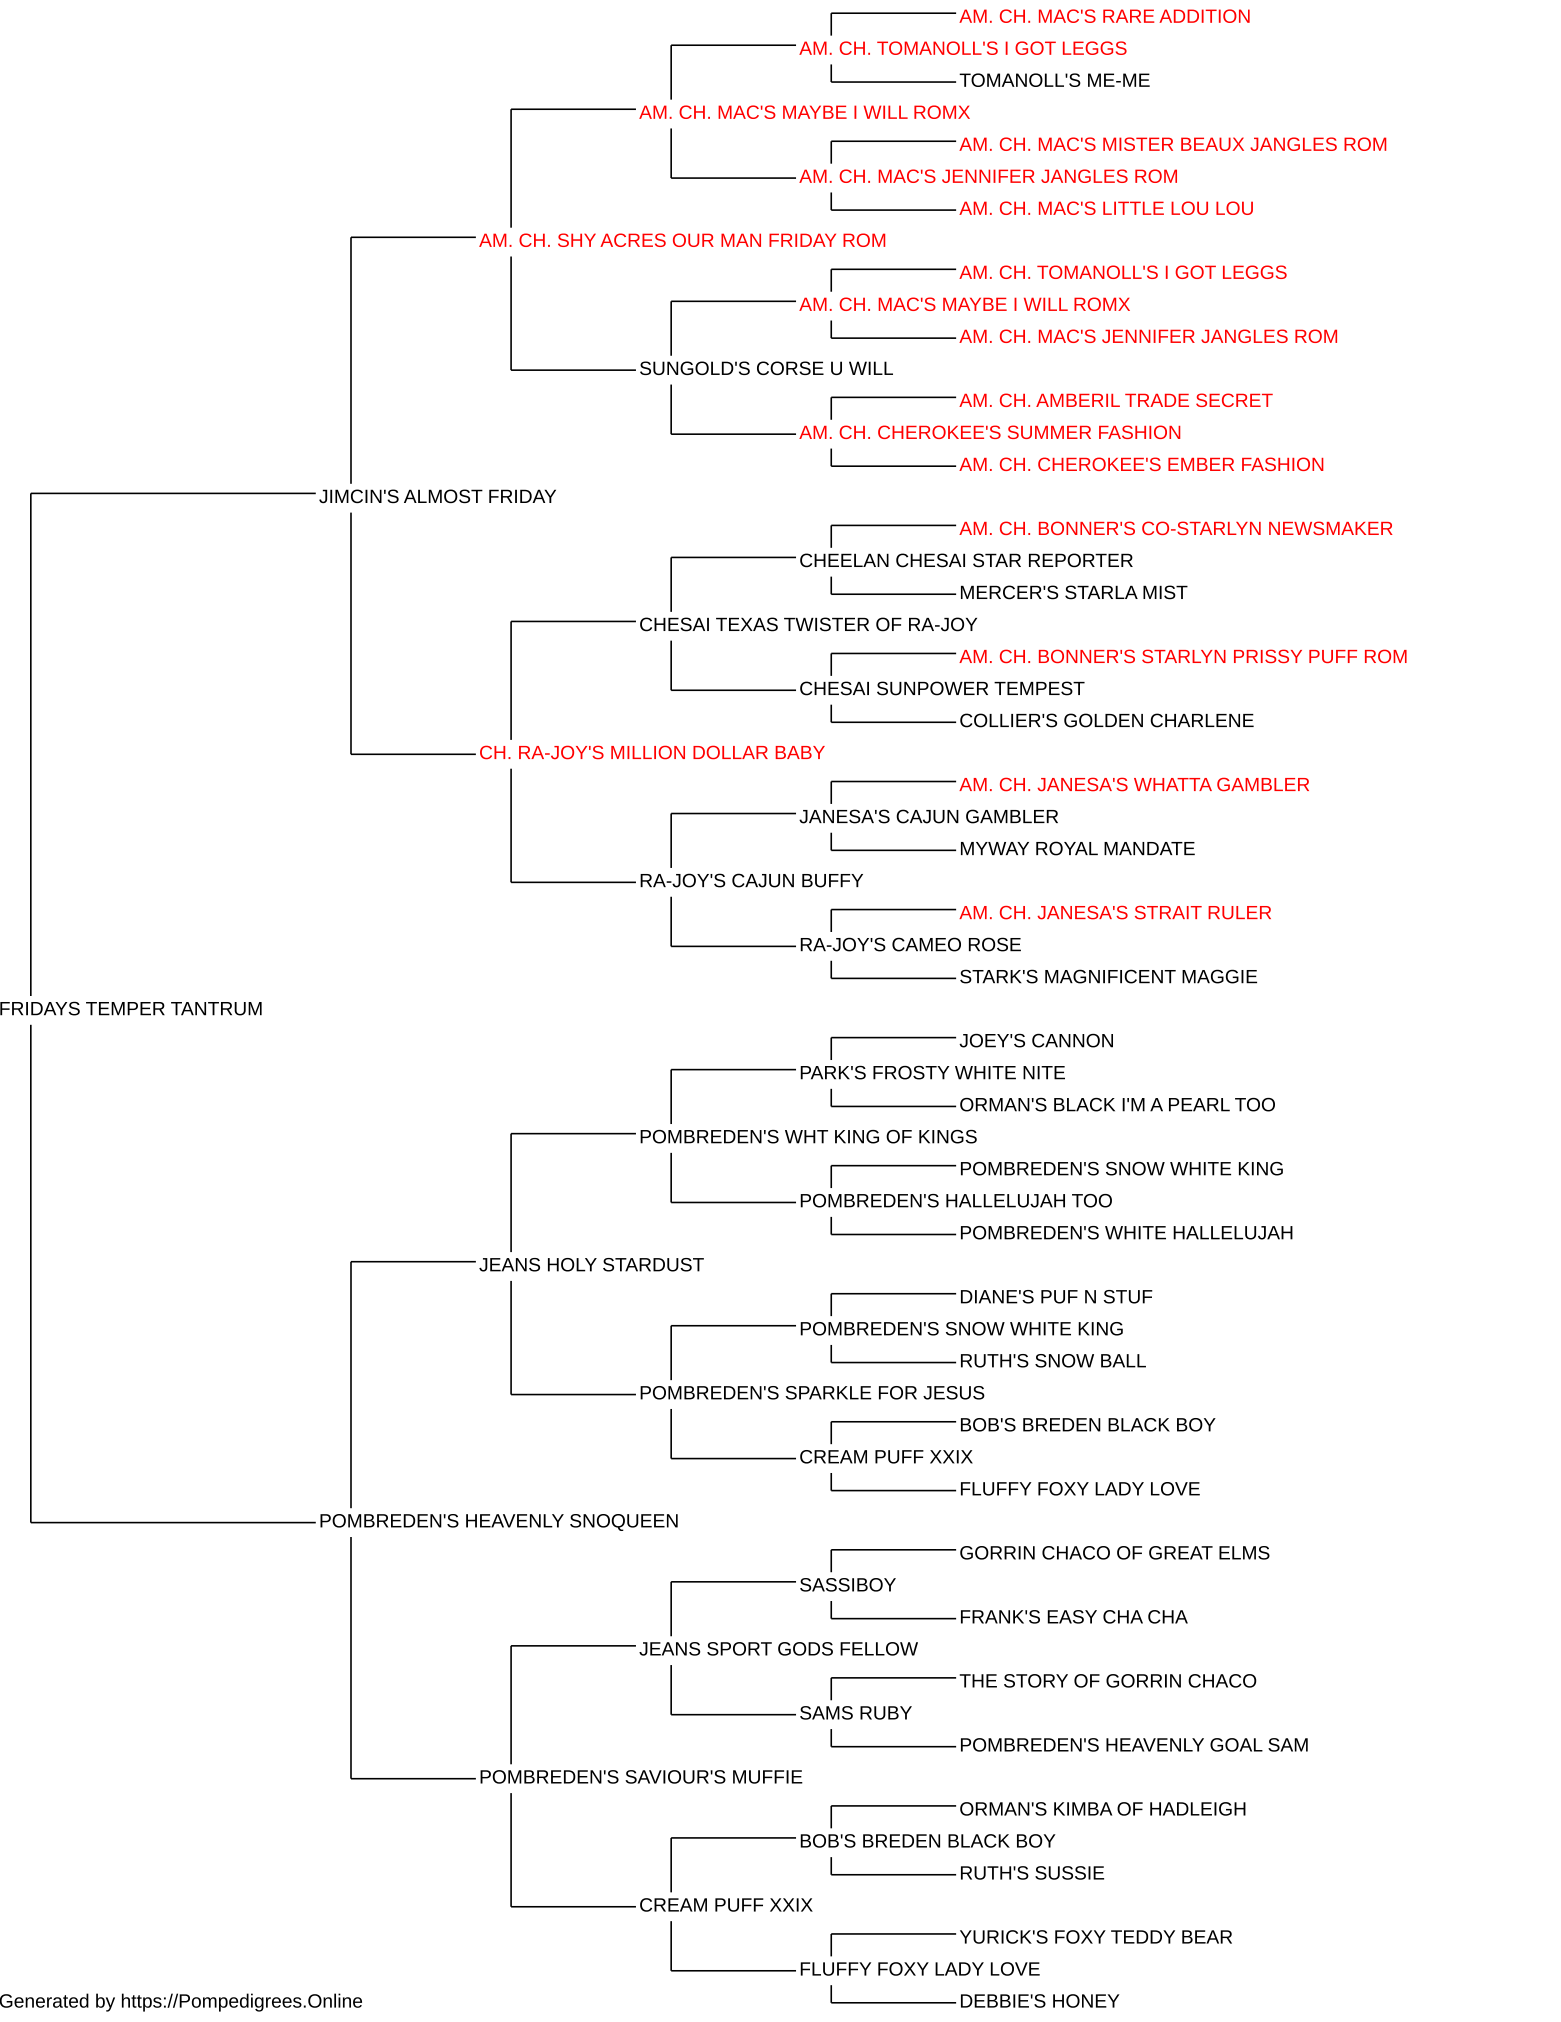 AM. CH. MAC'S RARE ADDITION
AM. CH. TOMANOLL'S I GOT LEGGS
TOMANOLL'S ME-ME
AM. CH. MAC'S MAYBE I WILL ROMX
AM. CH. MAC'S MISTER BEAUX JANGLES ROM
AM. CH. MAC'S JENNIFER JANGLES ROM
AM. CH. MAC'S LITTLE LOU LOU
AM. CH. SHY ACRES OUR MAN FRIDAY ROM
AM. CH. TOMANOLL'S I GOT LEGGS
AM. CH. MAC'S MAYBE I WILL ROMX
AM. CH. MAC'S JENNIFER JANGLES ROM
SUNGOLD'S CORSE U WILL
AM. CH. AMBERIL TRADE SECRET
AM. CH. CHEROKEE'S SUMMER FASHION
AM. CH. CHEROKEE'S EMBER FASHION
JIMCIN'S ALMOST FRIDAY
AM. CH. BONNER'S CO-STARLYN NEWSMAKER
CHEELAN CHESAI STAR REPORTER
MERCER'S STARLA MIST
CHESAI TEXAS TWISTER OF RA-JOY
AM. CH. BONNER'S STARLYN PRISSY PUFF ROM
CHESAI SUNPOWER TEMPEST
COLLIER'S GOLDEN CHARLENE
CH. RA-JOY'S MILLION DOLLAR BABY
AM. CH. JANESA'S WHATTA GAMBLER
JANESA'S CAJUN GAMBLER
MYWAY ROYAL MANDATE
RA-JOY'S CAJUN BUFFY
AM. CH. JANESA'S STRAIT RULER
RA-JOY'S CAMEO ROSE
STARK'S MAGNIFICENT MAGGIE
FRIDAYS TEMPER TANTRUM
JOEY'S CANNON
PARK'S FROSTY WHITE NITE
ORMAN'S BLACK I'M A PEARL TOO
POMBREDEN'S WHT KING OF KINGS
POMBREDEN'S SNOW WHITE KING
POMBREDEN'S HALLELUJAH TOO
POMBREDEN'S WHITE HALLELUJAH
JEANS HOLY STARDUST
DIANE'S PUF N STUF
POMBREDEN'S SNOW WHITE KING
RUTH'S SNOW BALL
POMBREDEN'S SPARKLE FOR JESUS
BOB'S BREDEN BLACK BOY
CREAM PUFF XXIX
FLUFFY FOXY LADY LOVE
POMBREDEN'S HEAVENLY SNOQUEEN
GORRIN CHACO OF GREAT ELMS
SASSIBOY
FRANK'S EASY CHA CHA
JEANS SPORT GODS FELLOW
THE STORY OF GORRIN CHACO
SAMS RUBY
POMBREDEN'S HEAVENLY GOAL SAM
POMBREDEN'S SAVIOUR'S MUFFIE
ORMAN'S KIMBA OF HADLEIGH
BOB'S BREDEN BLACK BOY
RUTH'S SUSSIE
CREAM PUFF XXIX
YURICK'S FOXY TEDDY BEAR
FLUFFY FOXY LADY LOVE
DEBBIE'S HONEY
Generated by https://Pompedigrees.Online